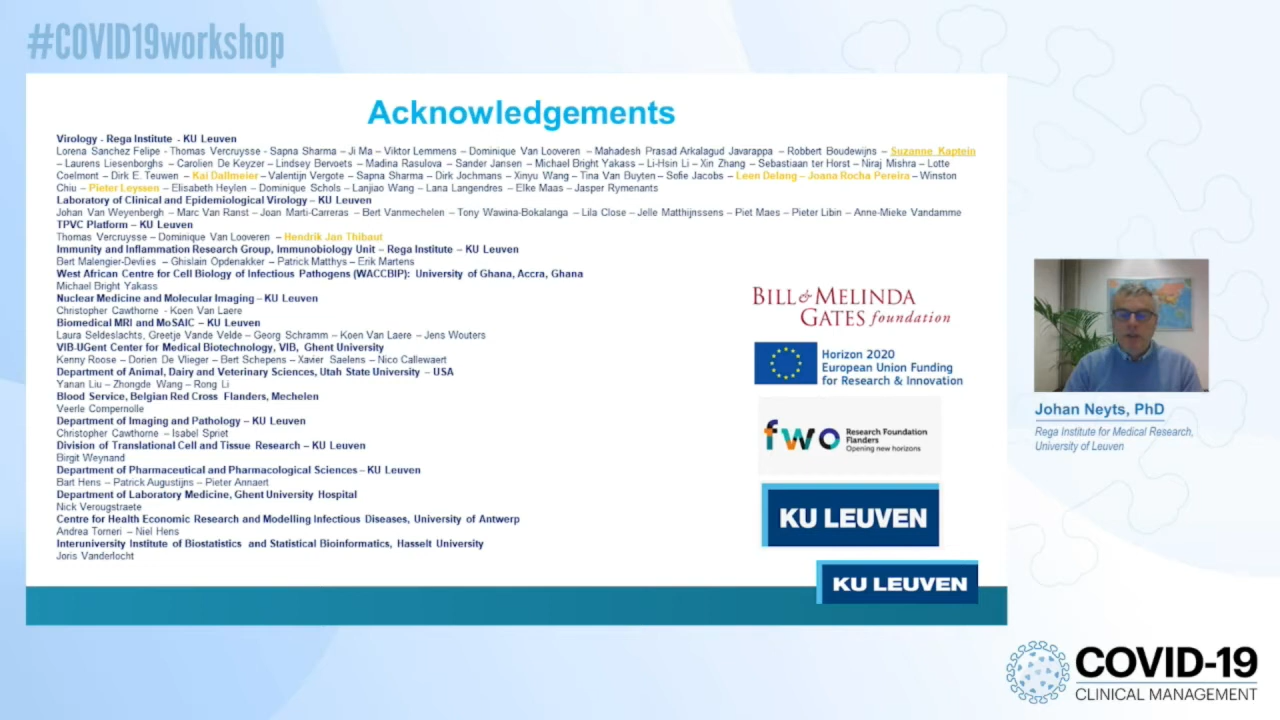 #COVID19workshop
Acknowledgements
Virology - Rega Institute - KU Leuven
Lorena Sanchez Felipe - Thomas Vercruysse - Sapna Sharma – Ji Ma – Viktor Lemmens – Dominique Van Looveren – Mahadesh Prasad Arkalagud Javarappa – Robbert Boudewijns – Suzanne Kaptein
– Laurens Liesenborghs – Carolien De Keyzer – Lindsey Bervoets – Madina Rasulova – Sander Jansen – Michael Bright Yakass – Li-Hsin Li – Xin Zhang – Sebastiaan ter Horst – Niraj Mishra – Lotte
Coelmont – Dirk E. Teuwen – Kai Dallmeier – Valentijn Vergote – Sapna Sharma – Dirk Jochmans – Xinyu Wang – Tina Van Buyten – Sofie Jacobs – Leen Delang – Joana Rocha Pereira – Winston
Chiu – Pieter Leyssen – Elisabeth Heylen – Dominique Schols – Lanjiao Wang – Lana Langendres – Elke Maas – Jasper Rymenants
Laboratory of Clinical and Epidemiological Virology – KU Leuven
Johan Van Weyenbergh – Marc Van Ranst – Joan Marti-Carreras – Bert Vanmechelen – Tony Wawina-Bokalanga – Lila Close – Jelle Matthijnssens – Piet Maes – Pieter Libin – Anne-Mieke Vandamme
TPVC Platform – KU Leuven
Thomas Vercruysse – Dominique Van Looveren – Hendrik Jan Thibaut
Immunity and Inflammation Research Group, Immunobiology Unit – Rega Institute – KU Leuven
Bert Malengier-Devlies – Ghislain Opdenakker – Patrick Matthys – Erik Martens
West African Centre for Cell Biology of Infectious Pathogens (WACCBIP): University of Ghana, Accra, Ghana
Michael Bright Yakass
Nuclear Medicine and Molecular Imaging – KU Leuven
Christopher Cawthorne - Koen Van Laere
Biomedical MRI and MoSAIC – KU Leuven
Laura Seldeslachts, Greetje Vande Velde – Georg Schramm – Koen Van Laere – Jens Wouters
VIB-UGent Center for Medical Biotechnology, VIB, Ghent University
Kenny Roose – Dorien De Vlieger – Bert Schepens – Xavier Saelens – Nico Callewaert
Department of Animal, Dairy and Veterinary Sciences, Utah State University – USA
Yanan Liu – Zhongde Wang – Rong Li
Blood Service, Belgian Red Cross Flanders, Mechelen
Veerle Compernolle
Department of Imaging and Pathology – KU Leuven
Christopher Cawthorne – Isabel Spriet
Division of Translational Cell and Tissue Research – KU Leuven
Birgit Weynand
Department of Pharmaceutical and Pharmacological Sciences – KU Leuven
Bart Hens – Patrick Augustijns – Pieter Annaert
Department of Laboratory Medicine, Ghent University Hospital
Nick Verougstraete
Centre for Health Economic Research and Modelling Infectious Diseases, University of Antwerp
Andrea Torneri – Niel Hens
Interuniversity Institute of Biostatistics and Statistical Bioinformatics, Hasselt University
Joris Vanderlocht
BILL & MELINDA
GATES foundation
Horizon 2020
European Union Funding
for Research & Innovation
fwo
Research Foundation
Flanders
Opening new horizons
KU LEUVEN
KU LEUVEN
Johan Neyts, PhD
Rega Institute for Medical Research,
University of Leuven
COVID-19
CLINICAL MANAGEMENT